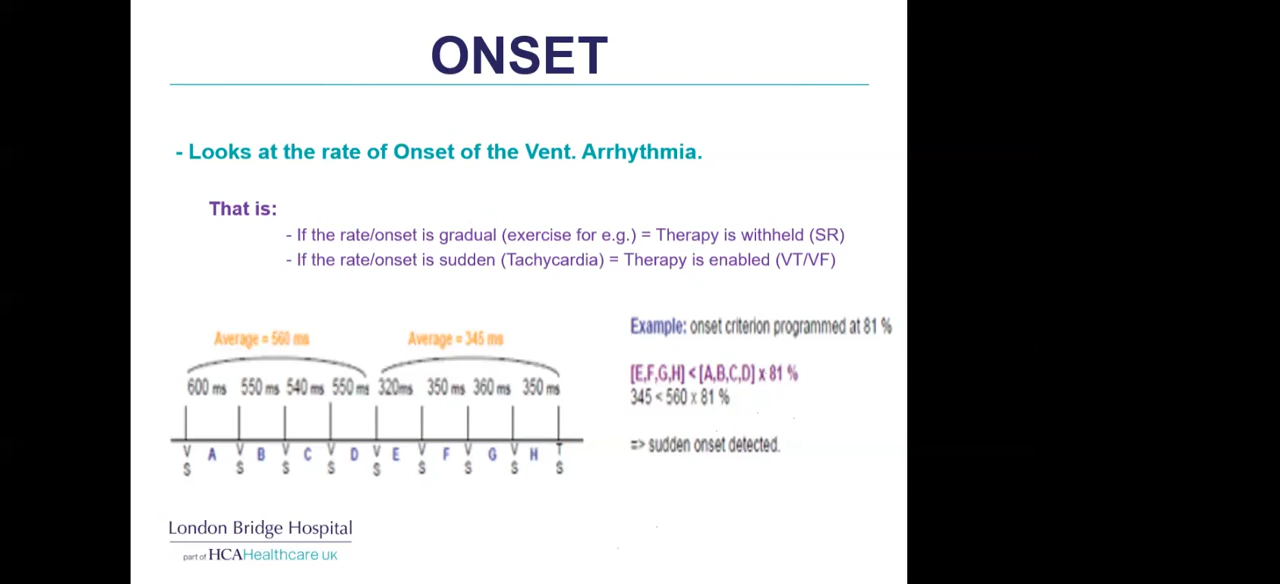 ONSET
- Looks at the rate of Onset of the Vent. Arrhythmia.
That is:
- If the rate/onset is gradual (exercise for e.g.) = Therapy is withheld (SR)
- If the rate/onset is sudden (Tachycardia) = Therapy is enabled (VT/VF)
Average = 560 ms Average = 345 ms
600 ms 550 ms 540 ms 550 ms 320ms 350 ms 360 ms 350 ms
V A V B V C V D V E V F V G V H T
S S S S S S S S S
Example: onset criterion programmed at 81 %
[E,F,G,H] < [A,B,C,D] x 81 %
345 < 560 x 81 %
=> sudden onset detected.
London Bridge Hospital
part of HCAHealthcare UK